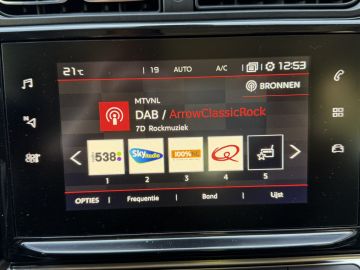 21°C 19 AUTO A/C 12:53
BRONNEN
MTVNL
DAB / ArrowClassicRock
7D Rockmuziek
538 Sky Radio 100% Q
1 2 3 4 5
OPTIES Frequentie Band Lijst